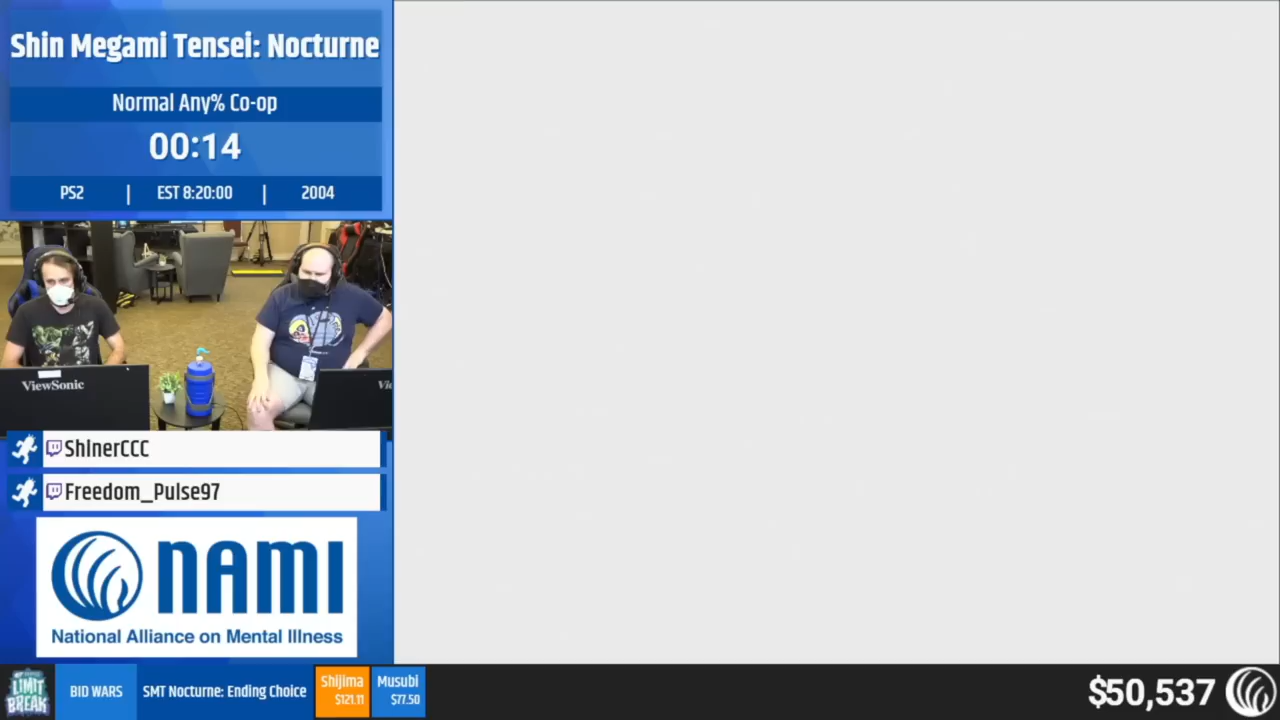 Shin Megami Tensei: Nocturne
Normal Any% Co-op
00:14
PS2 | EST 8:20:00 | 2004
ViewSonic
ShinerCCC
Freedom_Pulse97
NAMI
National Alliance on Mental Illness
LIMIT
BREAK
BID WARS
SMT Nocturne: Ending Choice
Shijima
$121.11
Musubi
$77.50
$50,537